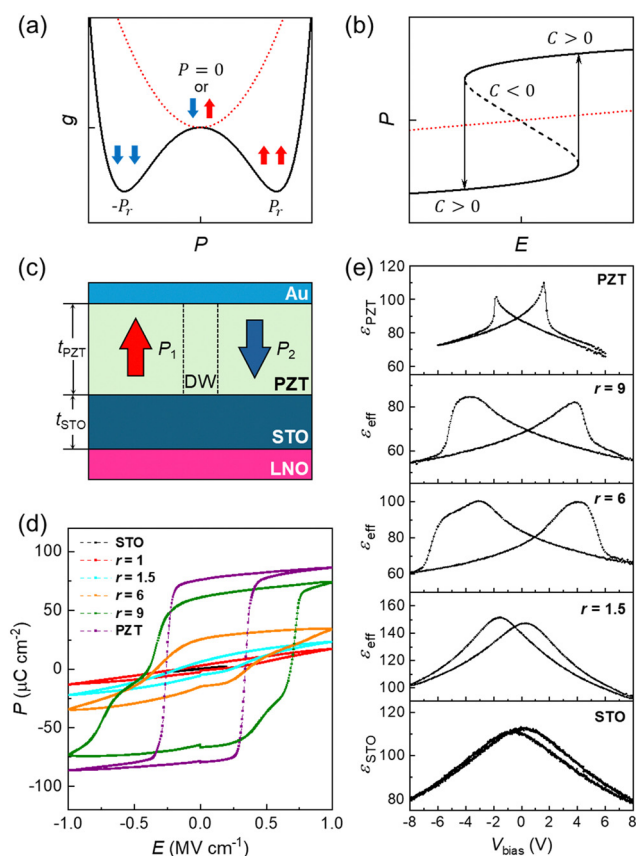 (a)
P = 0
or
g
-Pr
Pr
P
(b)
C > 0
C < 0
C > 0
P
E
(c)
Au
tPZT
P1
P2
DW
PZT
tSTO
STO
LNO
(d)
STO
r = 1
r = 1.5
r = 6
r = 9
PZT
100
50
0
-50
-100
P (μC cm-2)
-1.0 -0.5 0.0 0.5 1.0
E (MV cm-1)
(e)
PZT
120
100
80
60
εPZT
r = 9
80
60
εeff
r = 6
100
80
60
εeff
r = 1.5
160
140
120
100
εeff
STO
120
100
80
εSTO
-8 -6 -4 -2 0 2 4 6 8
Vbias (V)